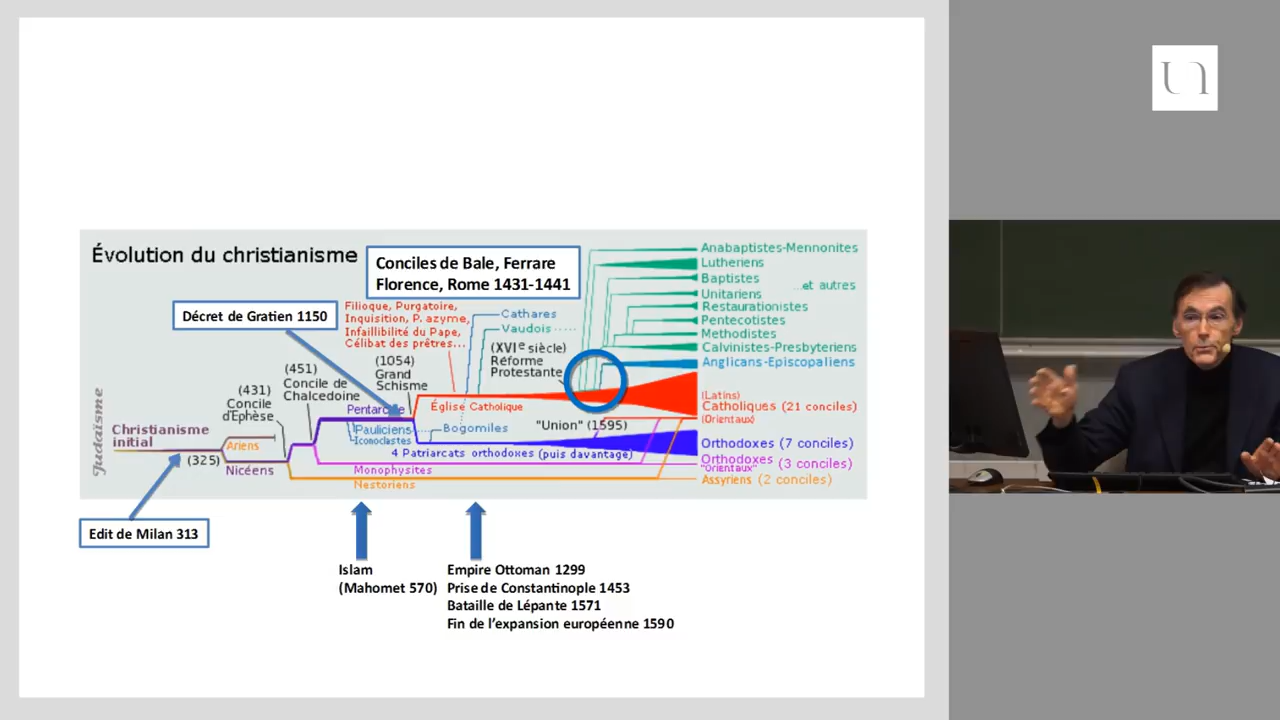 Évolution du christianisme
Conciles de Bale, Ferrare
Florence, Rome 1431-1441
Décret de Gratien 1150
Filioque, Purgatoire,
Inquisition, P. azyme,
Infaillibilité du Pape,
Célibat des prêtres...
Cathares
Vaudois
(XVIe siècle)
Réforme
Protestante
(1054)
Grand
Schisme
(451)
Concile de
Chalcedoine
(431)
Concile
d'Ephèse
Judaïsme
Christianisme
initial
(325)
Ariens
Nicéens
Pentarchie
Pauliciens
Iconoclastes
Bogomiles
Église Catholique
"Union" (1595)
4 Patriarcats orthodoxes (puis davantage)
Monophysites
Nestoriens
Anabaptistes-Mennonites
Lutheriens
Baptistes
...et autres
Unitariens
Restaurationistes
Pentecotistes
Methodistes
Calvinistes-Presbyteriens
Anglicans-Episcopaliens
(Latins)
Catholiques (21 conciles)
(Orientaux)
Orthodoxes (7 conciles)
Orthodoxes (3 conciles)
"Orientaux"
Assyriens (2 conciles)
Edit de Milan 313
Islam
(Mahomet 570)
Empire Ottoman 1299
Prise de Constantinople 1453
Bataille de Lépante 1571
Fin de l'expansion européenne 1590